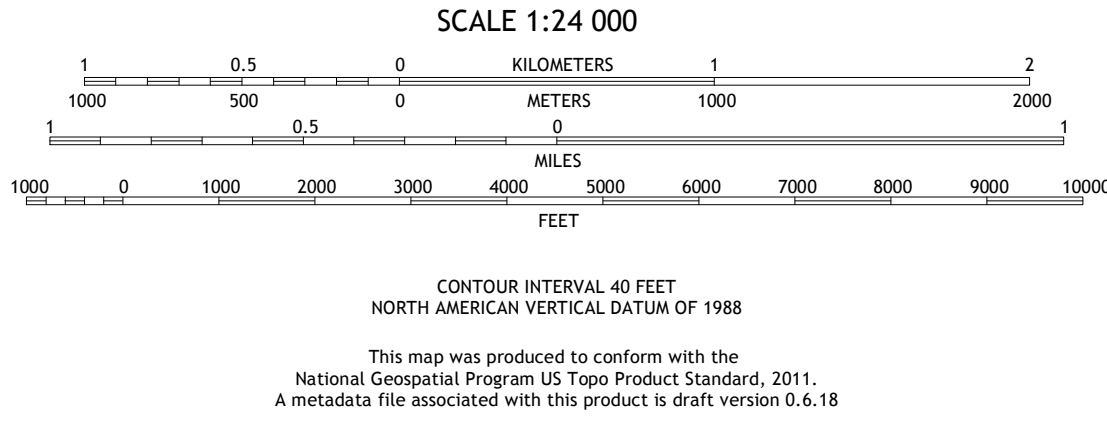 SCALE 1:24 000
1 0.5 0 KILOMETERS 1 2
1000 500 0 METERS 1000 2000
1 0.5 0 1
MILES
1000 0 1000 2000 3000 4000 5000 6000 7000 8000 9000 10000
FEET
CONTOUR INTERVAL 40 FEET
NORTH AMERICAN VERTICAL DATUM OF 1988
This map was produced to conform with the
National Geospatial Program US Topo Product Standard, 2011.
A metadata file associated with this product is draft version 0.6.18